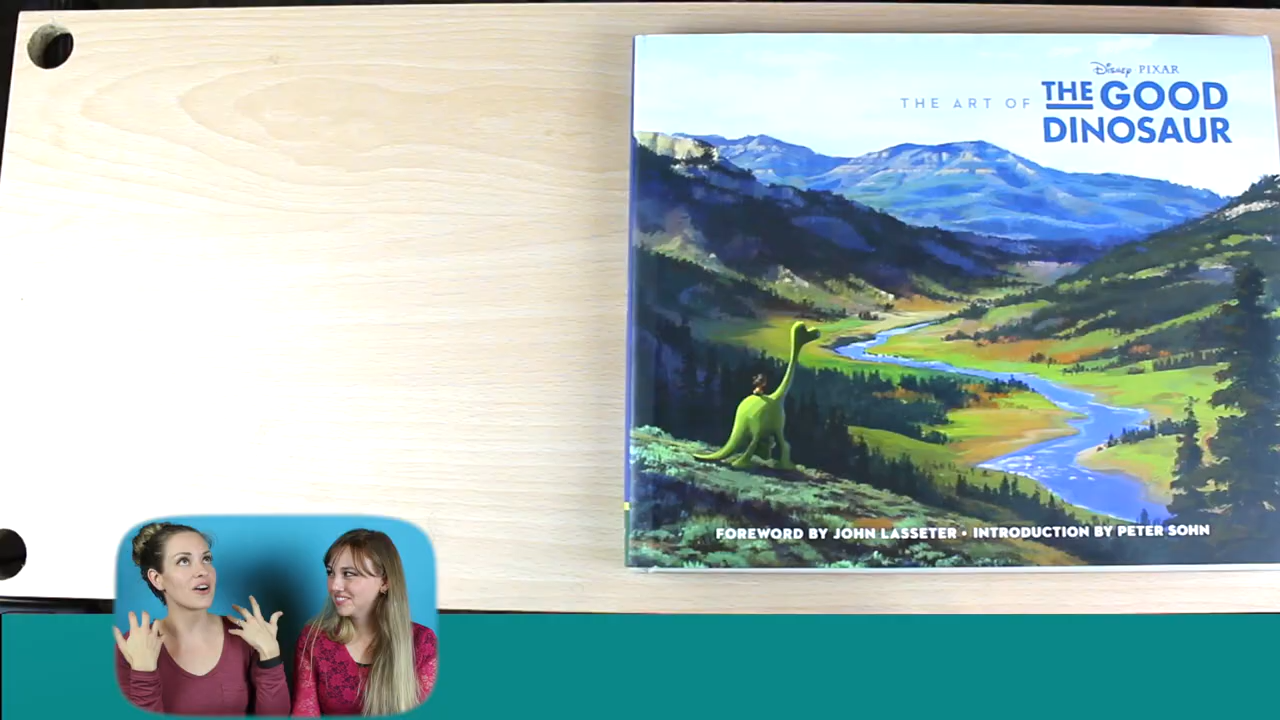 Disney PIXAR
THE ART OF THE GOOD
DINOSAUR
FOREWORD BY JOHN LASSETER • INTRODUCTION BY PETER SOHN